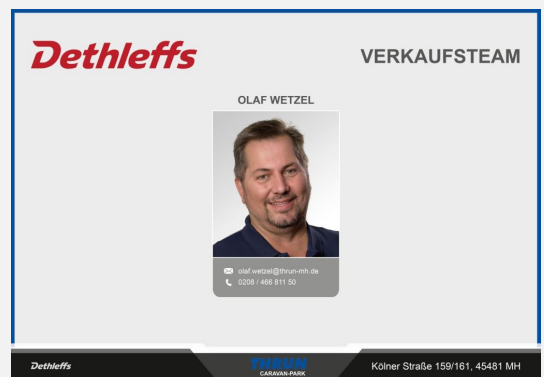 Dethleffs
VERKAUFSTEAM
OLAF WETZEL
olaf.wetzel@thrun-mh.de
0208 / 466 811 50
Dethleffs
THRUN
CARAVAN-PARK
Kölner Straße 159/161, 45481 MH